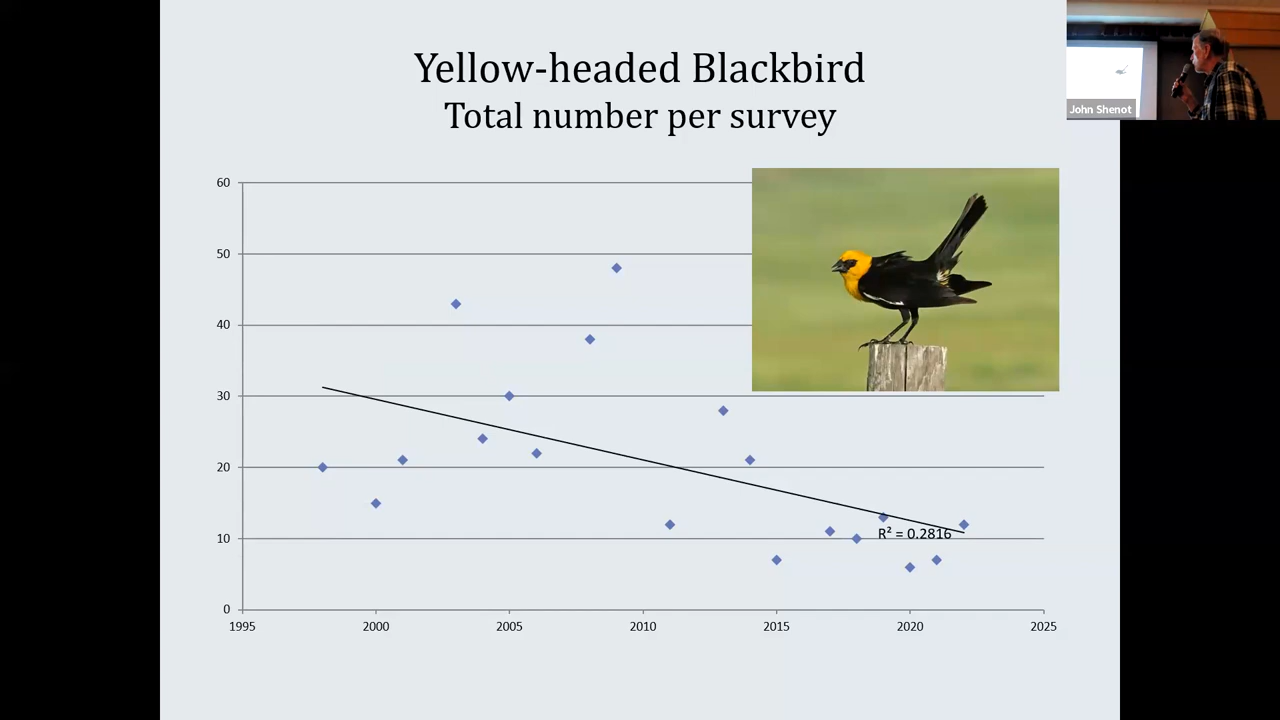 Yellow-headed Blackbird
Total number per survey
John Shenot
60
50
40
30
20
10
0
R² = 0.2816
1995 2000 2005 2010 2015 2020 2025